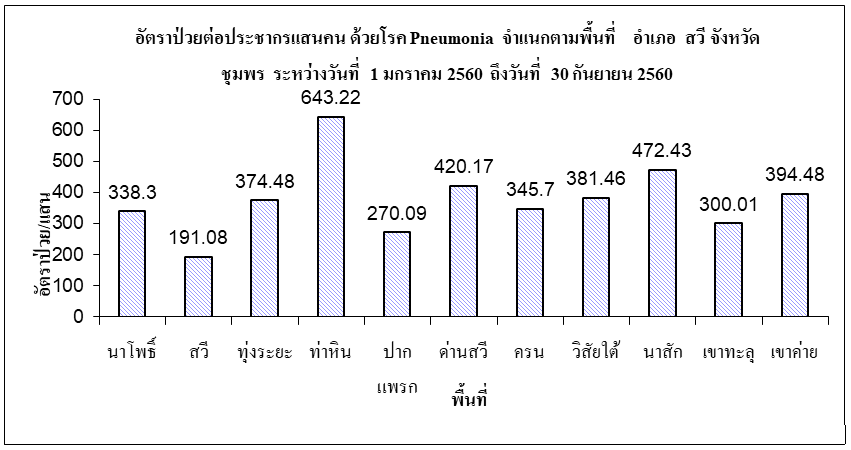 อัตราป่วยต่อประชากรแสนคน ด้วยโรค Pneumonia จำแนกตามพื้นที่ อำเภอ สวี จังหวัด
ชุมพร ระหว่างวันที่ 1 มกราคม 2560 ถึงวันที่ 30 กันยายน 2560
อัตราป่วย/แสน
700
600
500
400
300
200
100
0
338.3
191.08
374.48
643.22
270.09
420.17
345.7
381.46
472.43
300.01
394.48
นาโพธิ์
สวี
ทุ่งระยะ
ท่าหิน
ปาก
แพรก
ด่านสวี
ครน
วิสัยใต้
นาสัก
เขาทะลุ
เขาค่าย
พื้นที่